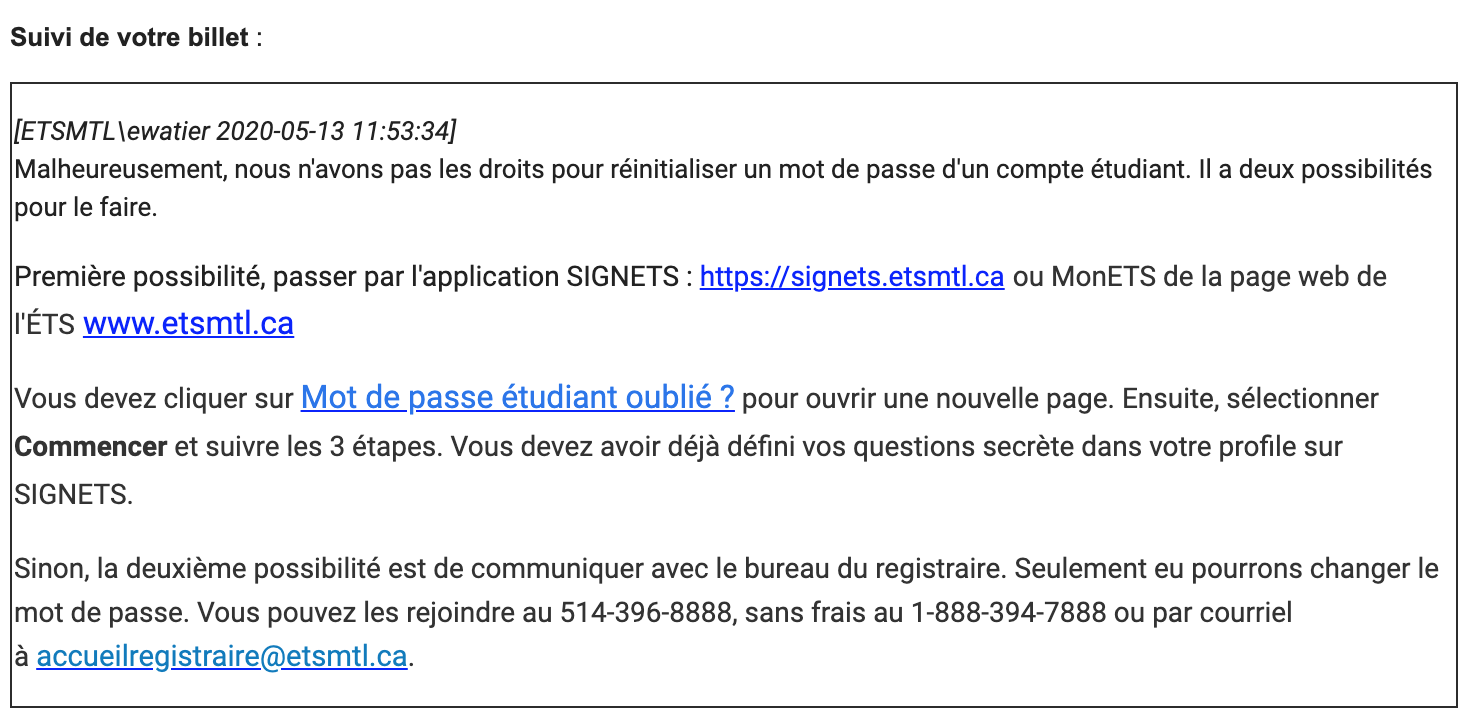 Suivi de votre billet :
[ETSMTL\ewatier 2020-05-13 11:53:34]
Malheureusement, nous n'avons pas les droits pour réinitialiser un mot de passe d'un compte étudiant. Il a deux possibilités
pour le faire.
Première possibilité, passer par l'application SIGNETS : https://signets.etsmtl.ca ou MonETS de la page web de
l'ÉTS www.etsmtl.ca
Vous devez cliquer sur Mot de passe étudiant oublié ? pour ouvrir une nouvelle page. Ensuite, sélectionner
Commencer et suivre les 3 étapes. Vous devez avoir déjà défini vos questions secrète dans votre profile sur
SIGNETS.
Sinon, la deuxième possibilité est de communiquer avec le bureau du registraire. Seulement eu pourrons changer le
mot de passe. Vous pouvez les rejoindre au 514-396-8888, sans frais au 1-888-394-7888 ou par courriel
à accueilregistraire@etsmtl.ca.